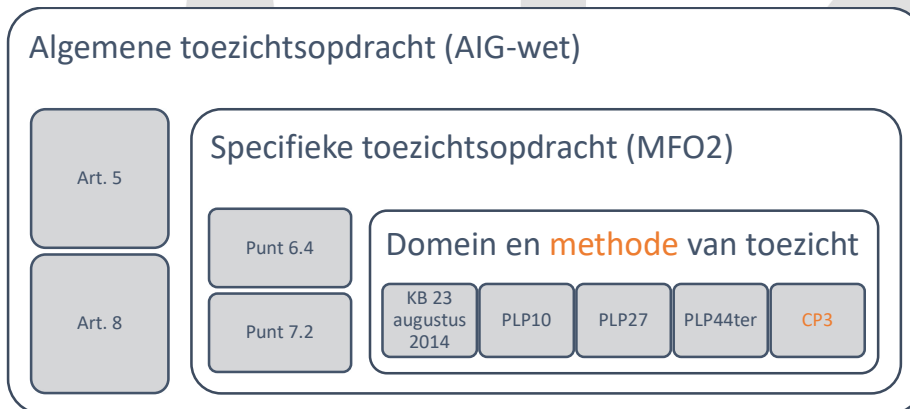 Algemene toezichtsopdracht (AIG-wet)
Art. 5
Art. 8
Specifieke toezichtsopdracht (MFO2)
Punt 6.4
Punt 7.2
Domein en methode van toezicht
KB 23
augustus
2014
PLP10
PLP27
PLP44ter
CP3